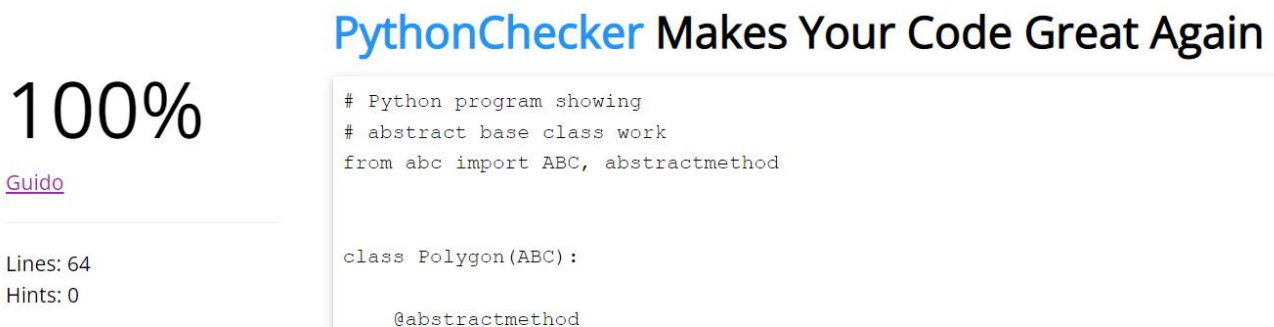 PythonChecker Makes Your Code Great Again
100%
Guido
Lines: 64
Hints: 0
# Python program showing
# abstract base class work
from abc import ABC, abstractmethod
class Polygon(ABC):
@abstractmethod